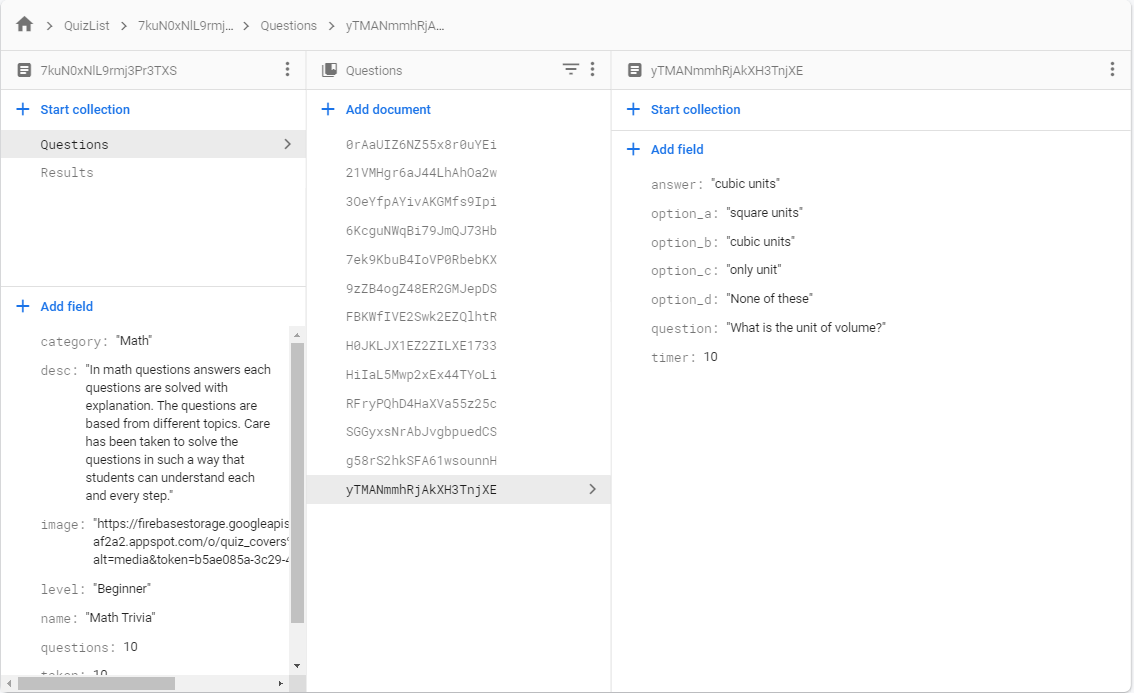 QuizList
7kuN0xNlL9rmj...
Questions
yTMANmmhRjA...
7kuN0xNlL9rmj3Pr3TXS
Start collection
Questions
Results
Add field
category: "Math"
desc: "In math questions answers each
questions are solved with
explanation. The questions are
based from different topics. Care
has been taken to solve the
questions in such a way that
students can understand each
and every step."
image: "https://firebasestorage.googleapis
af2a2.appspot.com/o/quiz_covers
alt=media&token=b5ae085a-3c29-4
level: "Beginner"
name: "Math Trivia"
questions: 10
Questions
Add document
0rAaUIZ6NZ55x8r0uYEi
21VMHgr6aJ44LhAhOa2w
3OeYfpAYivAKGMfs9Ipi
6KcguNWqBi79JmQJ73Hb
7ek9KbuB4IoVP0RbebKX
9zZB4ogZ48ER2GMJepDS
FBKWfIVE2Swk2EZQlhtR
H0JKLJX1EZ2ZILXE1733
HiIaL5Mwp2xEx44TYoLi
RFryPQhD4HaXVa55z25c
SGGyxsNrAbJvgbpuedCS
g58rS2hkSFA61wsounnH
yTMANmmhRjAkXH3TnjXE
yTMANmmhRjAkXH3TnjXE
Start collection
Add field
answer: "cubic units"
option_a: "square units"
option_b: "cubic units"
option_c: "only unit"
option_d: "None of these"
question: "What is the unit of volume?"
timer: 10